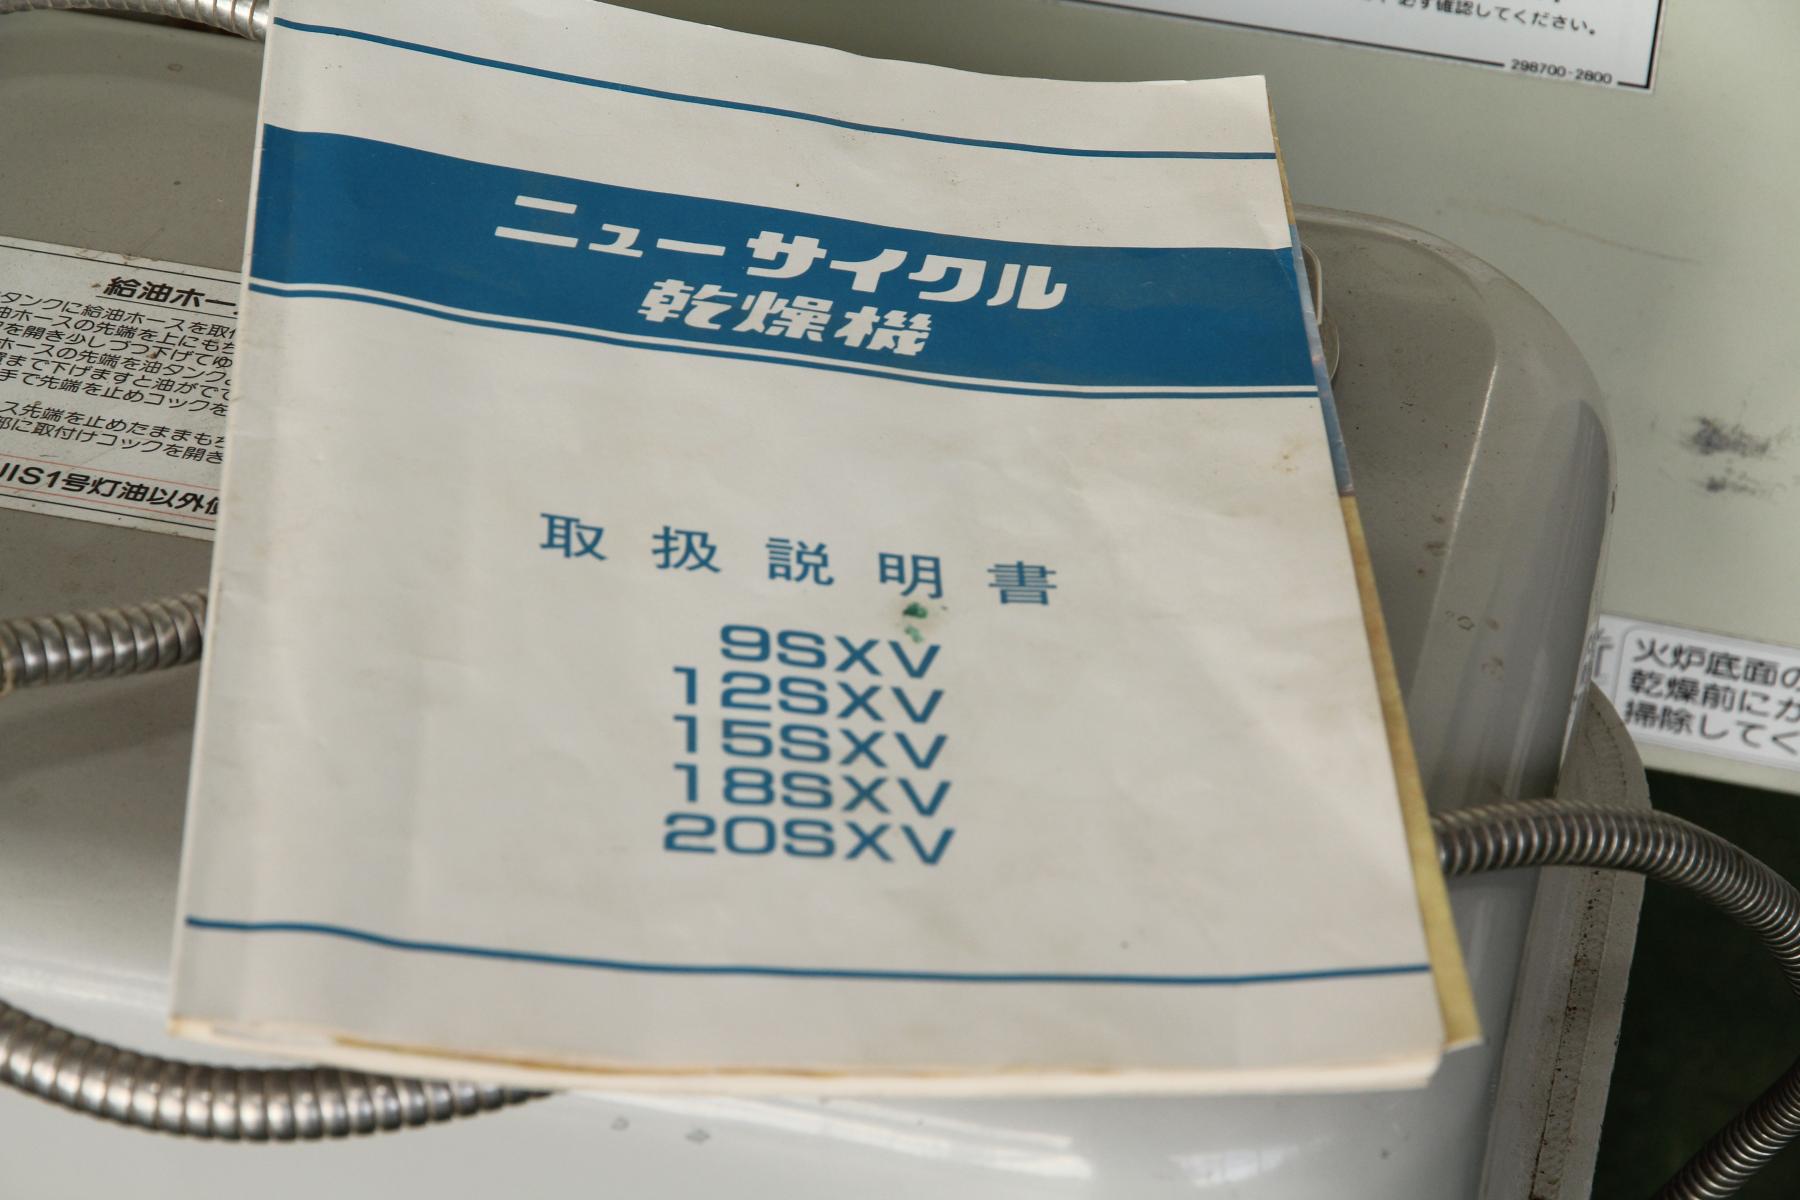 必ず確認してください。
298700-2800
ニューサイクル
乾燥機
取扱説明書
9SXV
12SXV
15SXV
18SXV
20SXV
給油ホー
タンクに給油ホースを取付
油ホースの先端を上にもち
を開き少しづつ下げてゆ
ホースの先端を油タンク
まで下げますと油がでて
手で先端を止めコックを
ス先端を止めたままもち
部に取付けコックを開き
JIS1号灯油以外使
火炉底面の
乾燥前にか
掃除してく